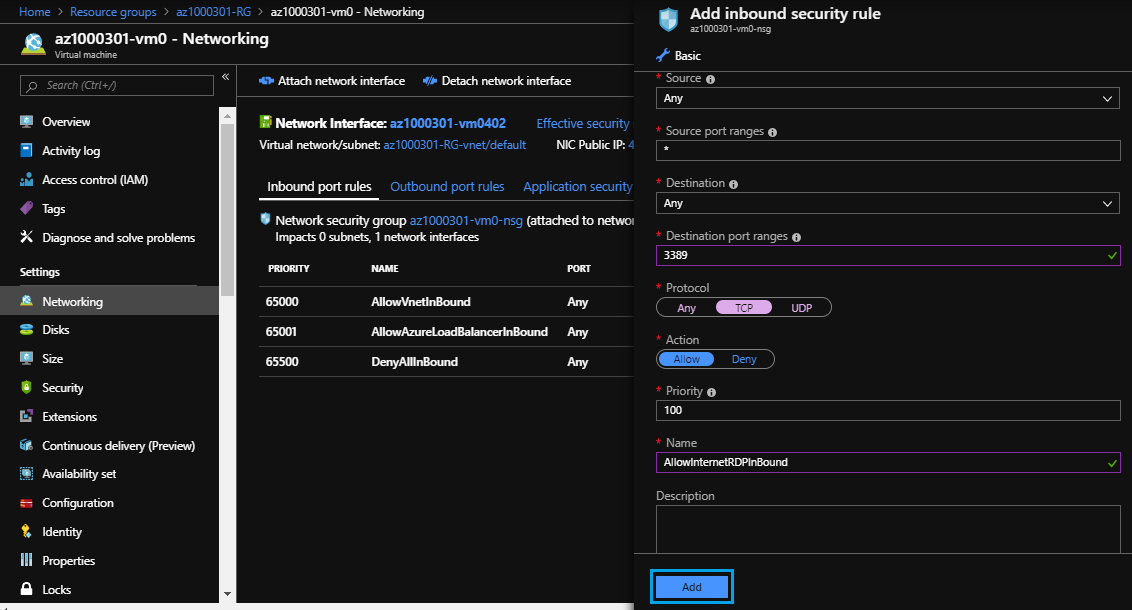 Home > Resource groups > az1000301-RG > az1000301-vm0 - Networking
az1000301-vm0 - Networking
Virtual machine
Search (Ctrl+/)
«
Overview
Activity log
Access control (IAM)
Tags
Diagnose and solve problems
Settings
Networking
Disks
Size
Security
Extensions
Continuous delivery (Preview)
Availability set
Configuration
Identity
Properties
Locks
Attach network interface Detach network interface
Network Interface: az1000301-vm0402 Effective security
Virtual network/subnet: az1000301-RG-vnet/default NIC Public IP: 4
Inbound port rules Outbound port rules Application security
Network security group az1000301-vm0-nsg (attached to networ
Impacts 0 subnets, 1 network interfaces
PRIORITY NAME PORT
65000 AllowVnetInBound Any
65001 AllowAzureLoadBalancerInBound Any
65500 DenyAllInBound Any
Add inbound security rule
az1000301-vm0-nsg
Basic
* Source
Any
* Source port ranges
*
* Destination
Any
* Destination port ranges
3389
* Protocol
Any TCP UDP
* Action
Allow Deny
* Priority
100
* Name
AllowInternetRDPInBound
Description
Add